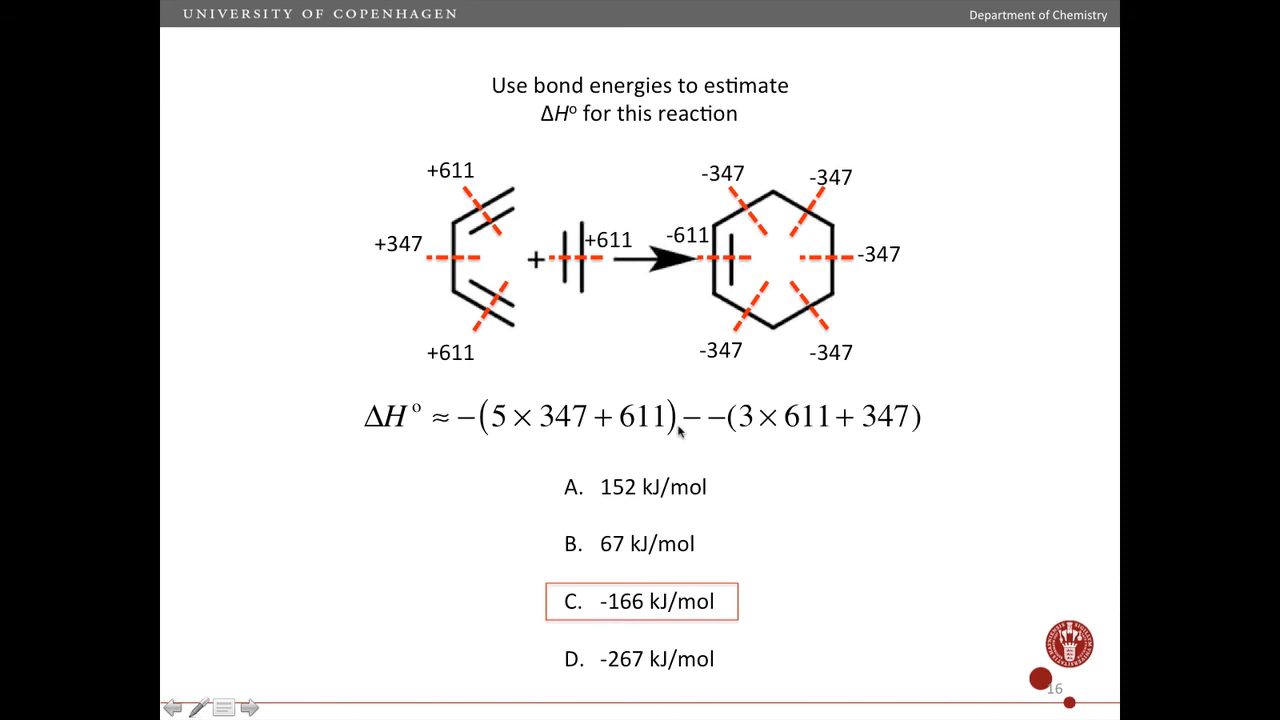 UNIVERSITY OF COPENHAGEN
Department of Chemistry
Use bond energies to estimate
ΔHº for this reaction
+611
-347
-347
+347
+
+611
-611
-347
+611
-347
-347
ΔHº ≈ −(5 × 347 + 611) − −(3 × 611 + 347)
A. 152 kJ/mol
B. 67 kJ/mol
C. -166 kJ/mol
D. -267 kJ/mol
16